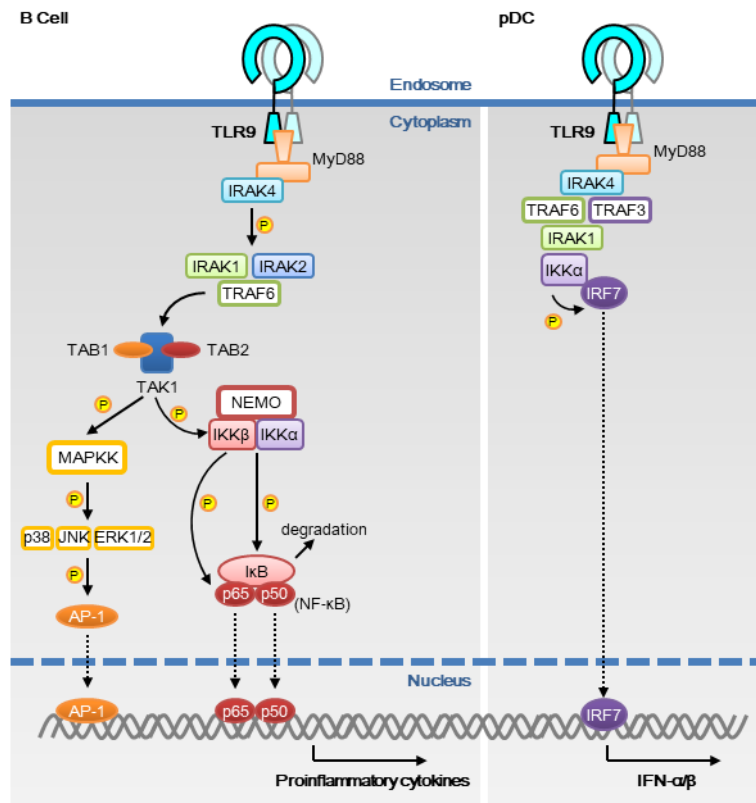 B Cell
pDC
Endosome
Cytoplasm
TLR9
MyD88
IRAK4
P
IRAK1
IRAK2
TRAF6
TAB1
TAB2
TAK1
P
P
NEMO
IKKβ
IKKα
MAPKK
P
P
P
p38
JNK
ERK1/2
degradation
P
IκB
p65
p50
(NF-κB)
AP-1
Nucleus
AP-1
p65
p50
Proinflammatory cytokines
TLR9
MyD88
IRAK4
TRAF6
TRAF3
IRAK1
IKKα
IRF7
P
IRF7
IFN-α/β